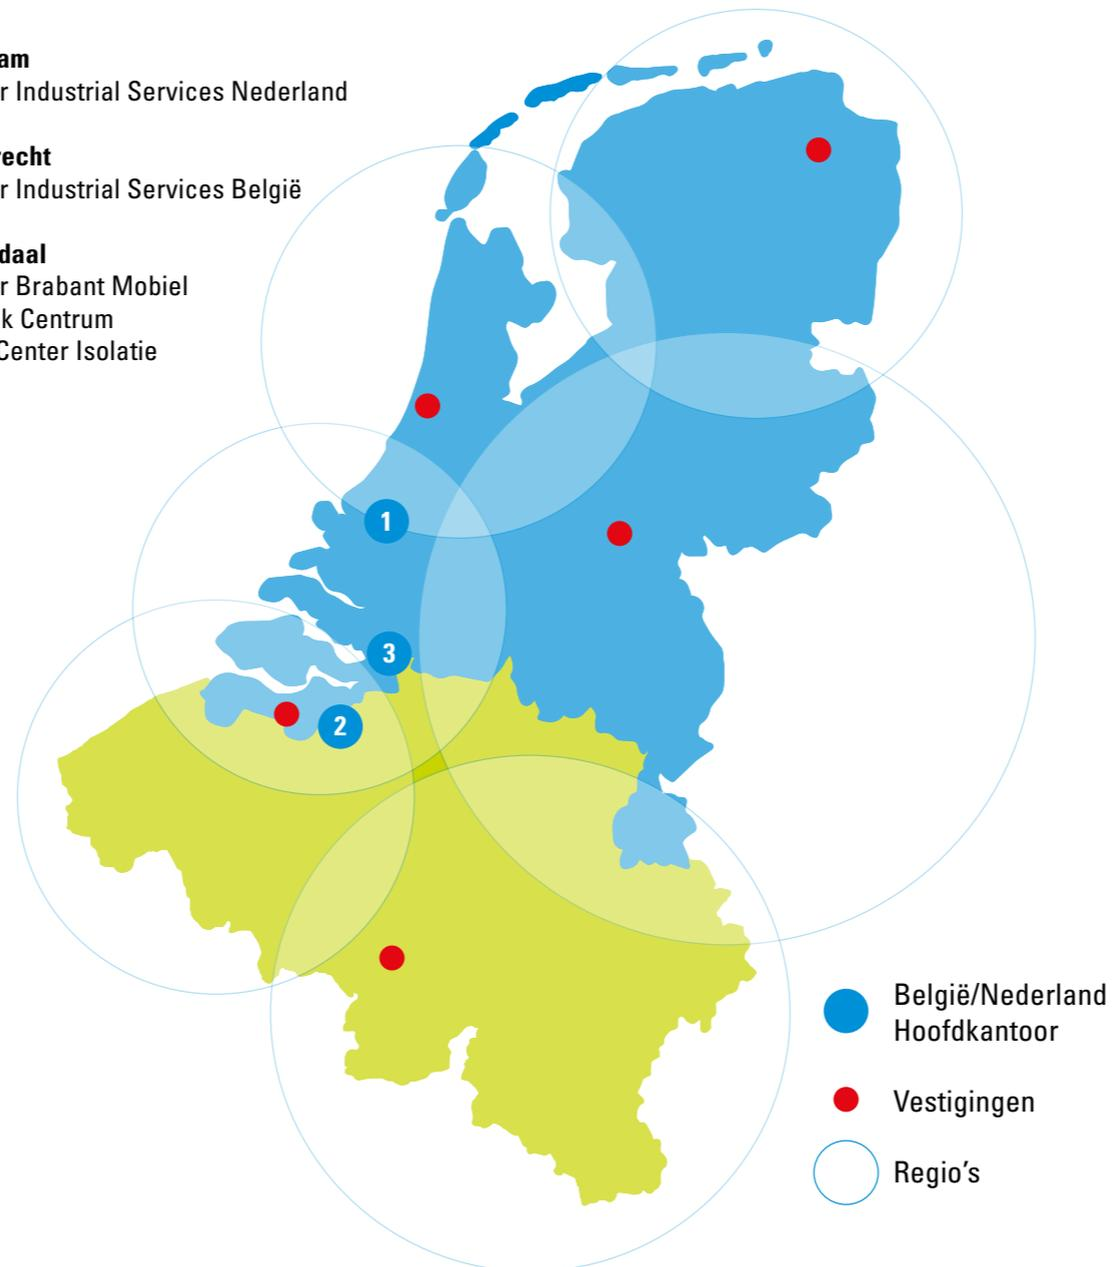 am
r Industrial Services Nederland
recht
r Industrial Services België
daal
r Brabant Mobiel
k Centrum
Center Isolatie
1
3
2
België/Nederland
Hoofdkantoor
Vestigingen
Regio's